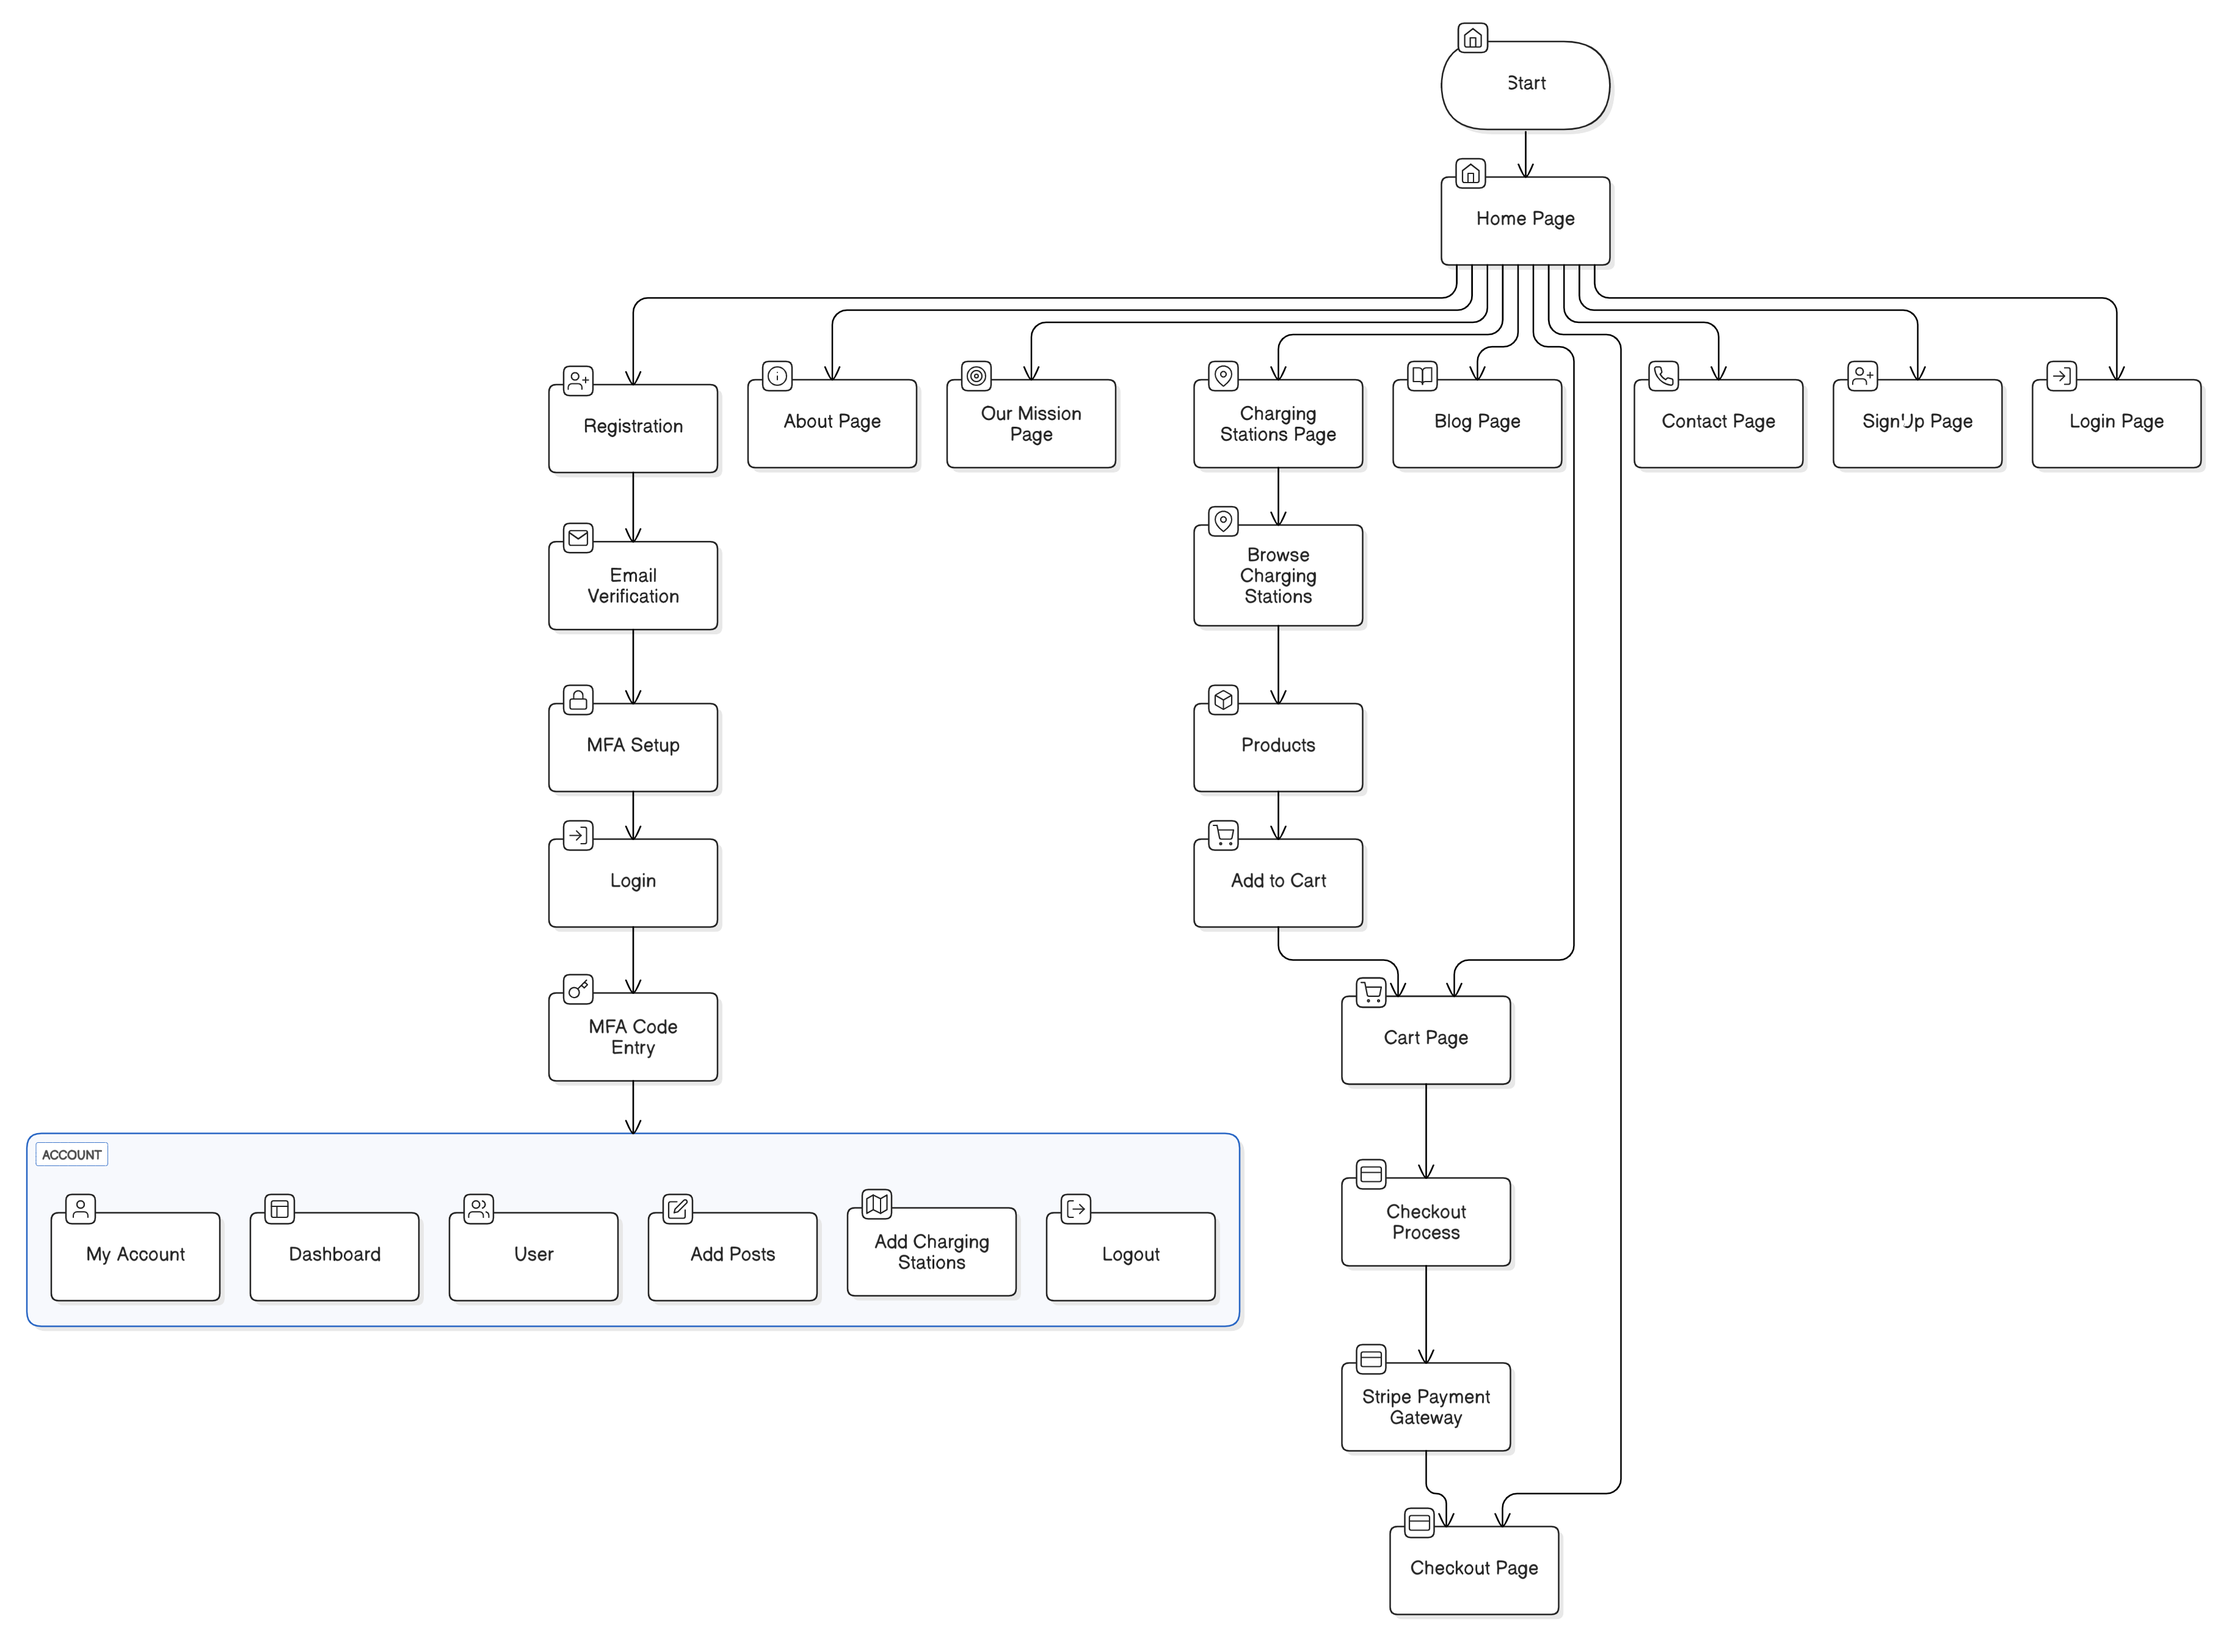 Start
Home Page
Registration
About Page
Our Mission
Page
Charging
Stations Page
Blog Page
Contact Page
SignUp Page
Login Page
Email
Verification
Browse
Charging
Stations
MFA Setup
Products
Login
Add to Cart
MFA Code
Entry
Cart Page
ACCOUNT
My Account
Dashboard
User
Add Posts
Add Charging
Stations
Logout
Checkout
Process
Stripe Payment
Gateway
Checkout Page